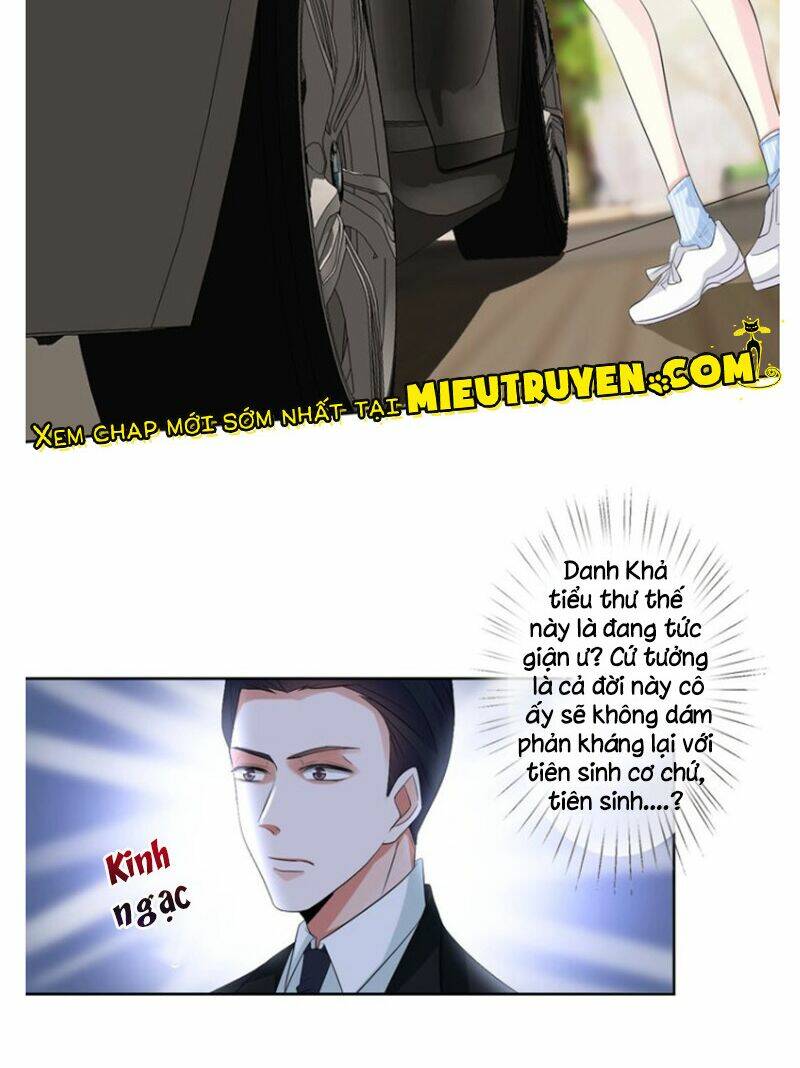 XEM CHAP MỚI SỚM NHẤT TẠI MIEUTRUYEN.COM
Danh Khả
tiểu thư thế
này là đang tức
giận ư? Cứ tưởng
là cả đời này cô
ấy sẽ không dám
phản kháng lại với
tiên sinh cơ chứ,
tiên sinh....?
Kinh
ngạc